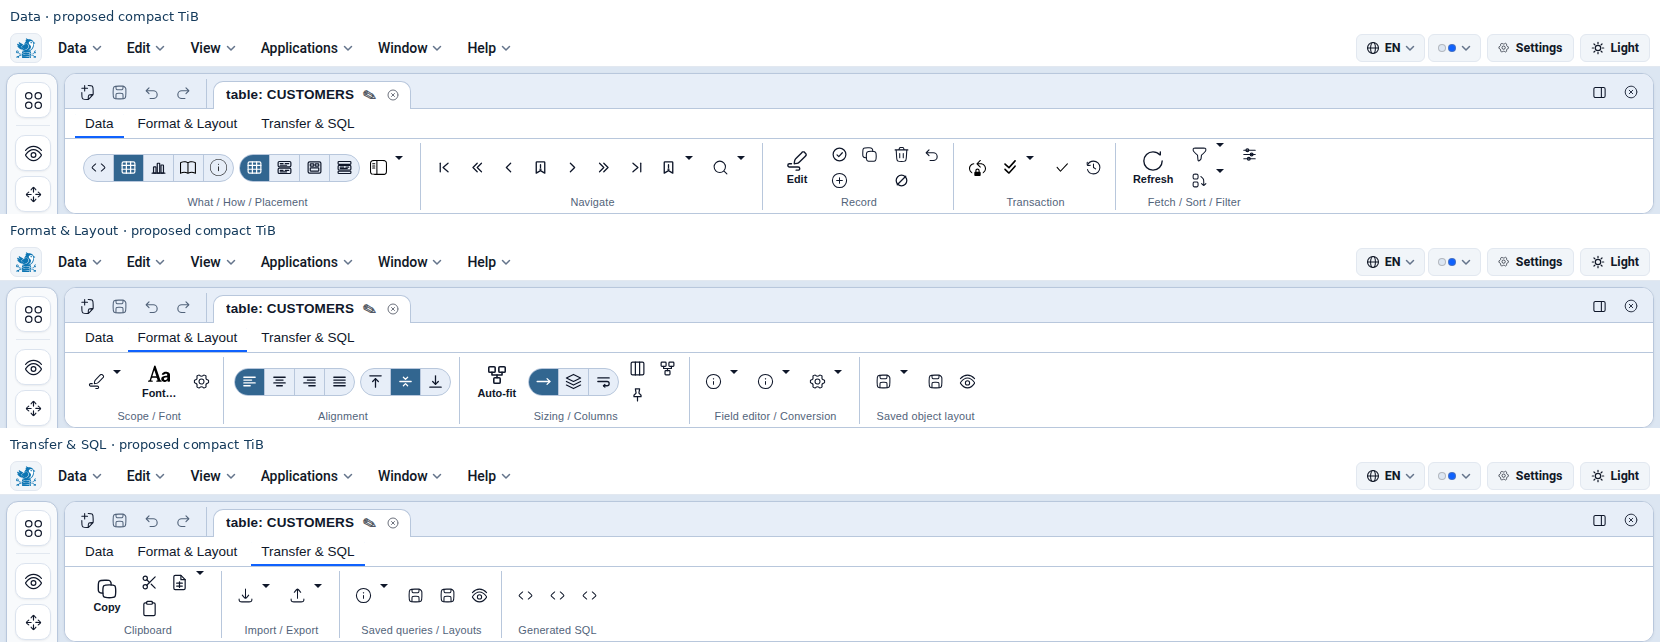 Data · proposed compact TiB
Data Edit View Applications Window Help EN Settings Light
table: CUSTOMERS
Data Format & Layout Transfer & SQL
Edit Refresh
What / How / Placement Navigate Record Transaction Fetch / Sort / Filter
Format & Layout · proposed compact TiB
Data Edit View Applications Window Help EN Settings Light
table: CUSTOMERS
Data Format & Layout Transfer & SQL
Aa
Font... Auto-fit
Scope / Font Alignment Sizing / Columns Field editor / Conversion Saved object layout
Transfer & SQL · proposed compact TiB
Data Edit View Applications Window Help EN Settings Light
table: CUSTOMERS
Data Format & Layout Transfer & SQL
Copy
Clipboard Import / Export Saved queries / Layouts Generated SQL